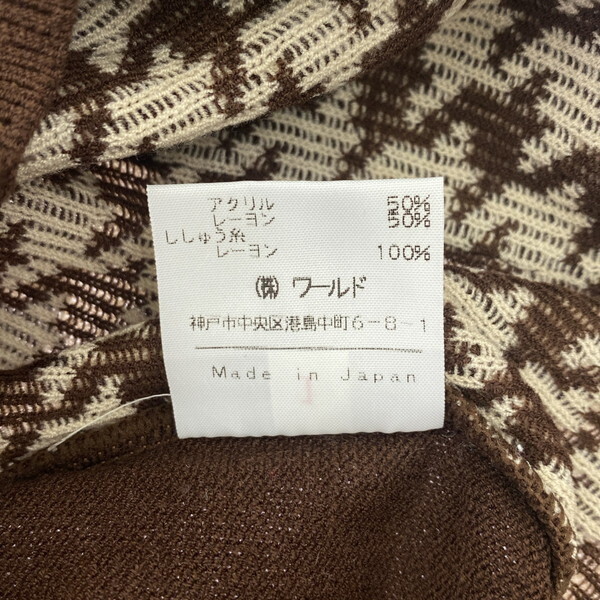 アクリル 50%
レーヨン 50%
ししゅう糸
レーヨン 100%
(株) ワールド
神戸市中央区港島中町6-8-1
Made in Japan